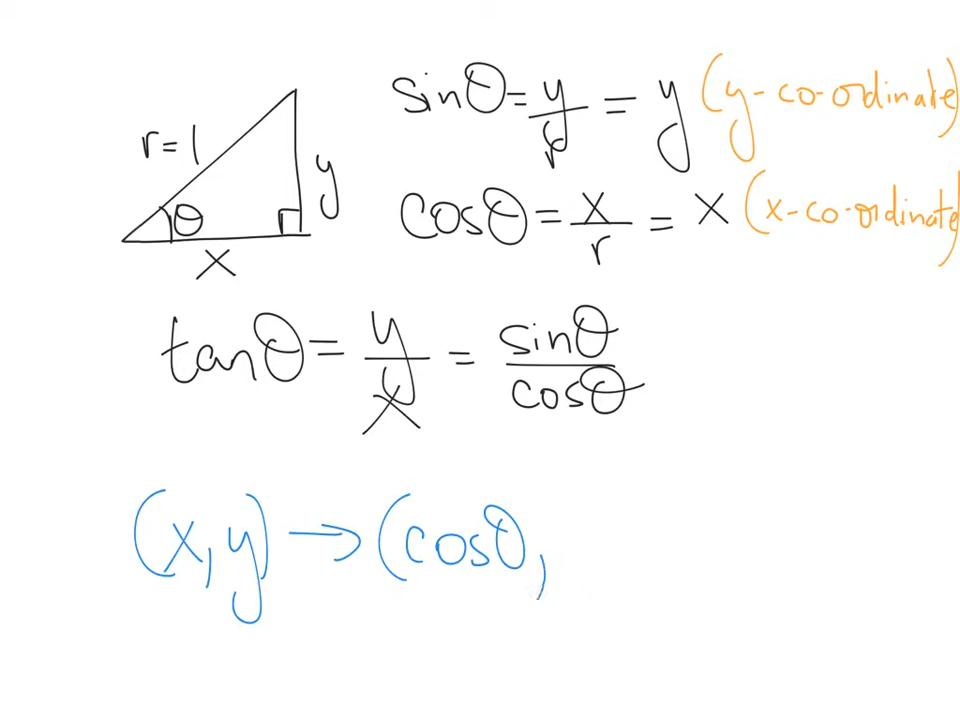 r=1
θ
y
x
sinθ = y/r = y (y-co-ordinate)
cosθ = x/r = x (x-co-ordinate)
tanθ = y/x = sinθ/cosθ
(x,y) → (cosθ,